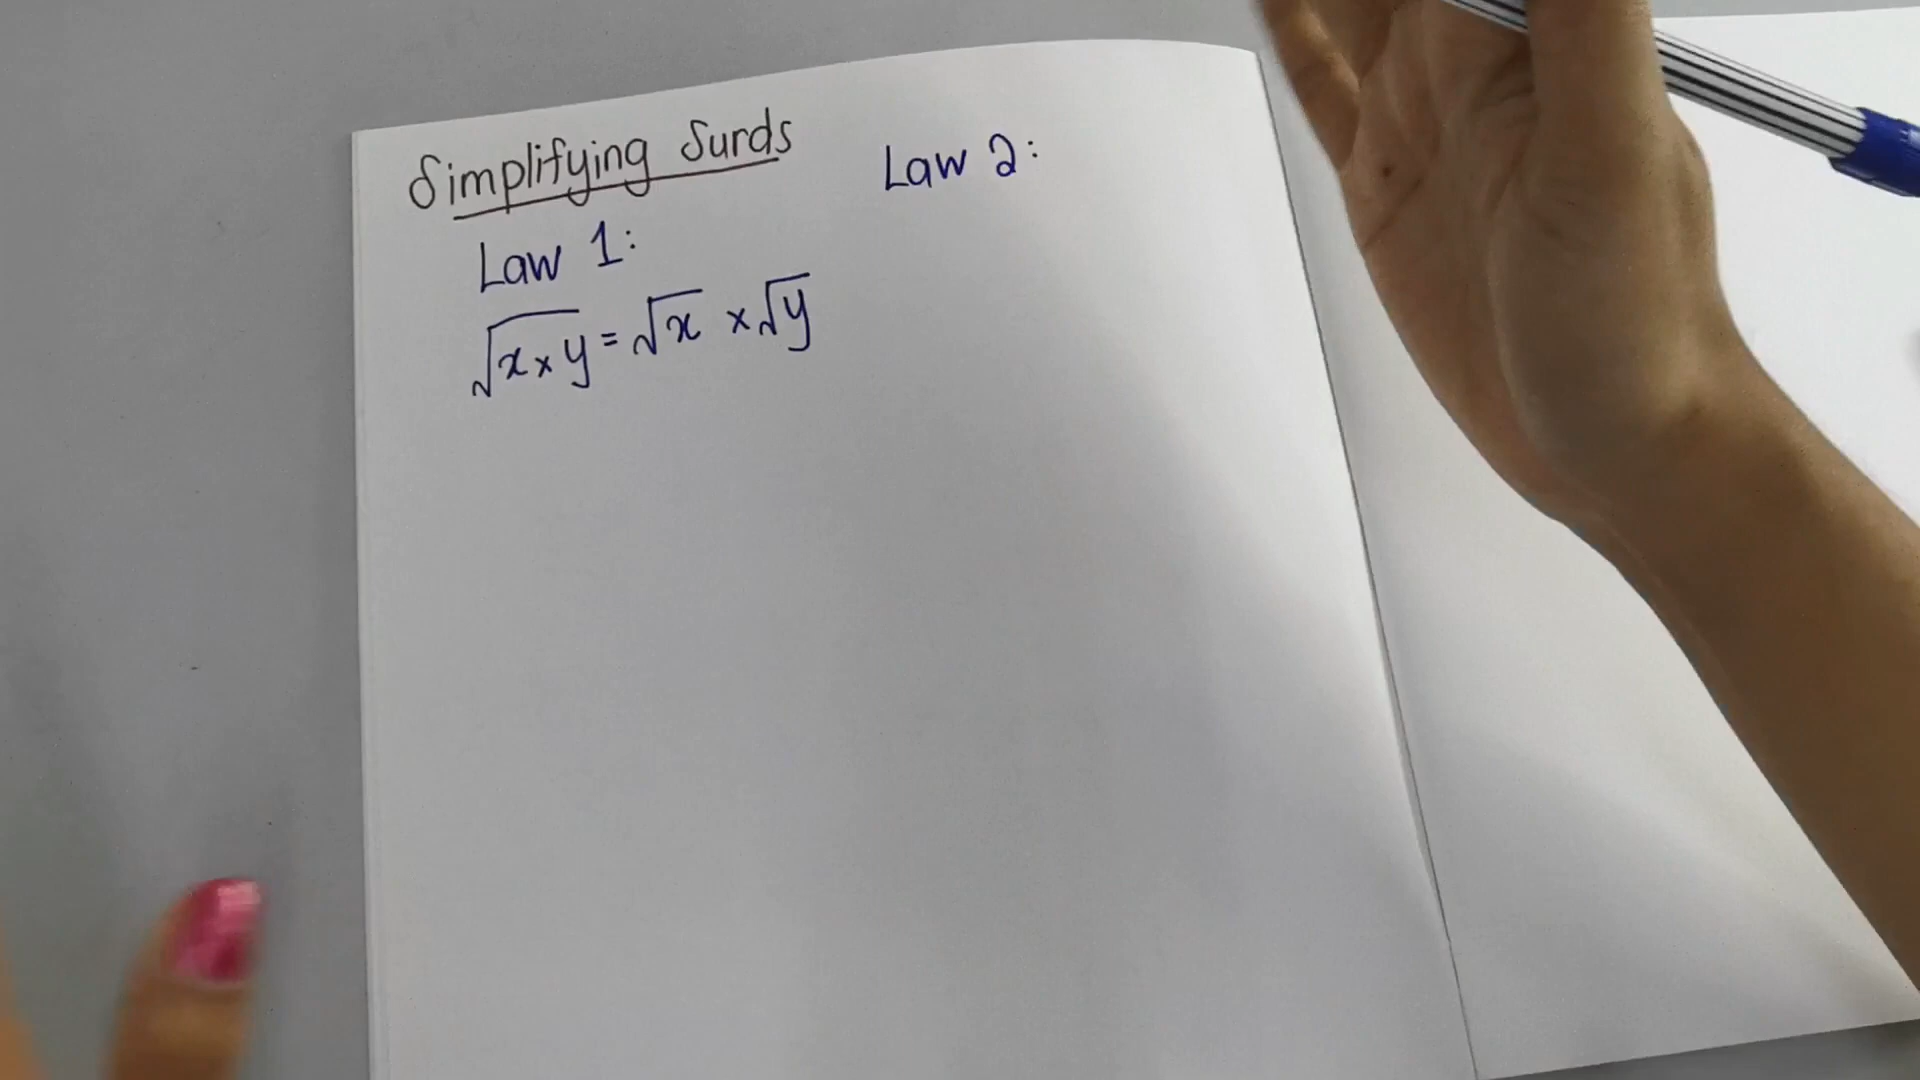 Simplifying Surds
Law 1:
√x×y = √x × √y
Law 2: